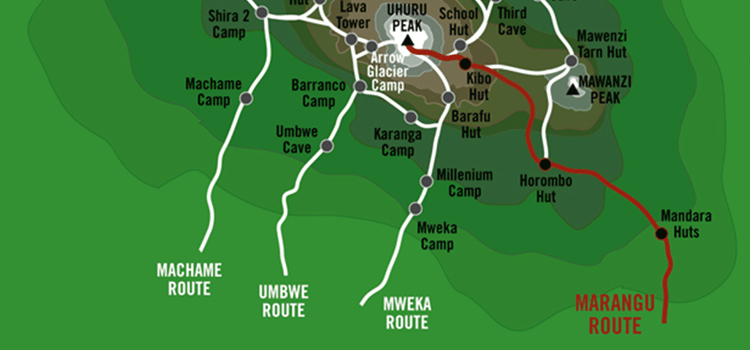 Shira 2
Camp
Lava
Tower
UHURU
PEAK
School
Hut
Third
Cave
Mawenzi
Tarn Hut
Arrow
Glacier
Camp
Kibo
Hut
MAWANZI
PEAK
Machame
Camp
Barranco
Camp
Barafu
Hut
Umbwe
Cave
Karanga
Camp
Millenium
Camp
Horombo
Hut
Mweka
Camp
Mandara
Huts
MACHAME
ROUTE
UMBWE
ROUTE
MWEKA
ROUTE
MARANGU
ROUTE